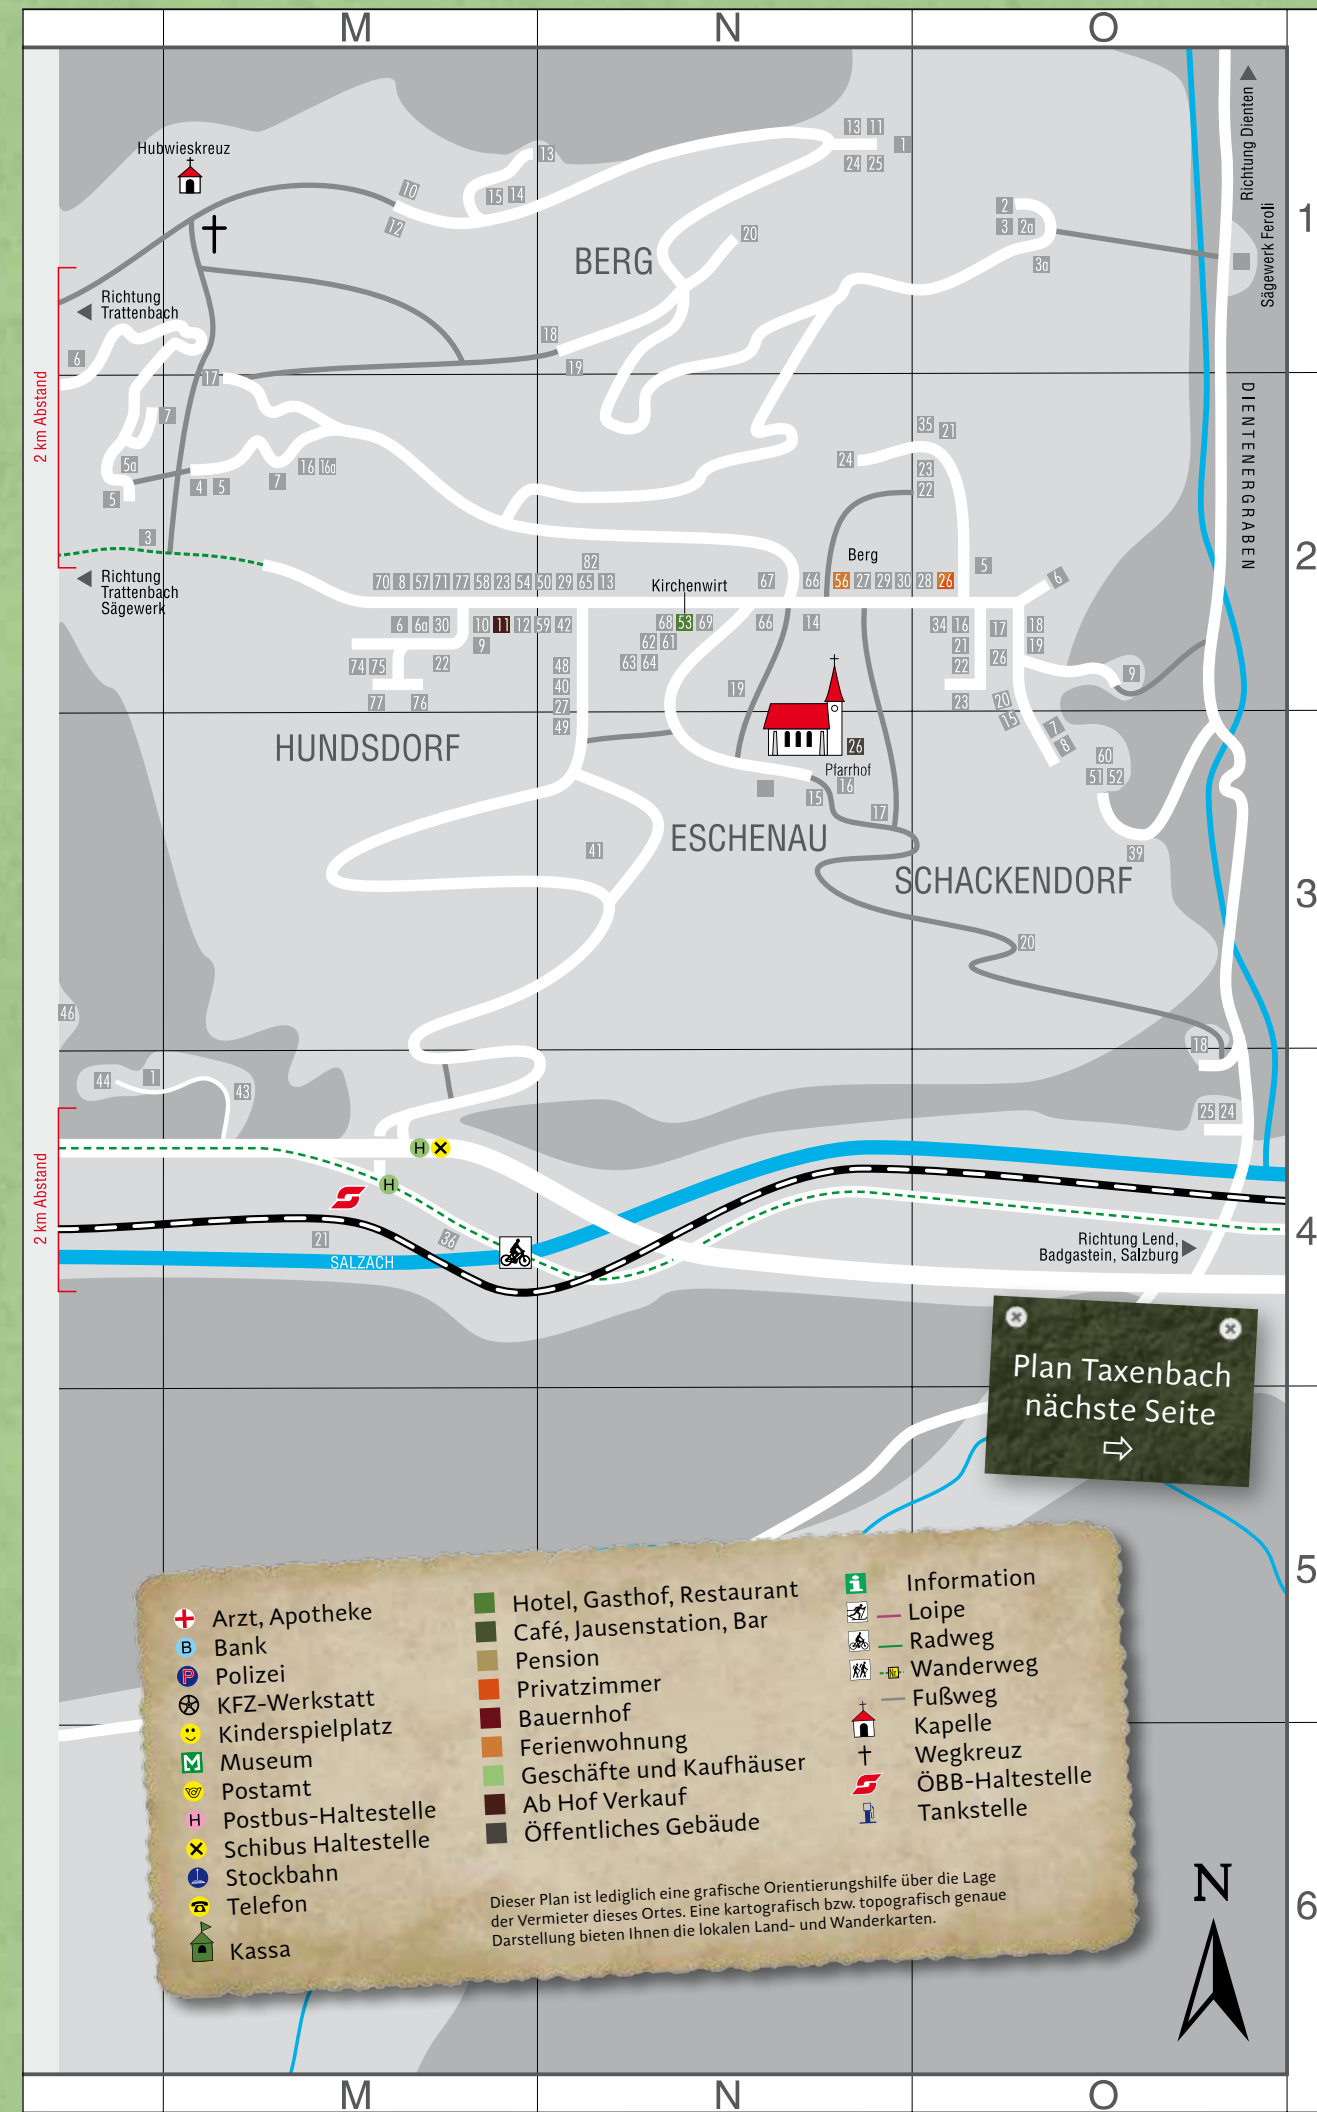 M N O
Hubwieskreuz
13 11
1
24 25
13
15 14
10
12
20
BERG
2
3 2a
3a
Richtung Dienten
Sägewerk Feroli
1
Richtung
Trattenbach
6
18
19
17
2 km Abstand
7
5a
5
4 5
7
16 16a
3
35 21
24
23
22
DIENTENERGRABEN
2
Richtung
Trattenbach
Sägewerk
82
70 8 57 71 77 58 23 54 50 29 65 13
Kirchenwirt
67
66
Berg
56 27 29 30 28 26
5
6
6 6a 30
10 11 12 59 42
9
68 53 69
62 61
63 64
66
14
34 16
21
22
23
17
26
20
15
18
19
9
74 75
22
77 76
48
40
27
49
19
7
8
HUNDSDORF
26
Pfarrhof
16
15
17
60
51 52
39
ESCHENAU
41
SCHACKENDORF
3
20
46
18
44 1 43
25 24
H
H
2 km Abstand
21
36
SALZACH
4
Richtung Lend,
Badgastein, Salzburg
Plan Taxenbach
nächste Seite
5
Arzt, Apotheke
B Bank
P Polizei
KFZ-Werkstatt
Kinderspielplatz
M Museum
Postamt
H Postbus-Haltestelle
Schibus Haltestelle
Stockbahn
Telefon
Kassa
Hotel, Gasthof, Restaurant
Café, Jausenstation, Bar
Pension
Privatzimmer
Bauernhof
Ferienwohnung
Geschäfte und Kaufhäuser
Ab Hof Verkauf
Öffentliches Gebäude
i Information
Loipe
Radweg
Nr. Wanderweg
Fußweg
Kapelle
Wegkreuz
ÖBB-Haltestelle
Tankstelle
Dieser Plan ist lediglich eine grafische Orientierungshilfe über die Lage
der Vermieter dieses Ortes. Eine kartografisch bzw. topografisch genaue
Darstellung bieten Ihnen die lokalen Land- und Wanderkarten.
N
6
M N O